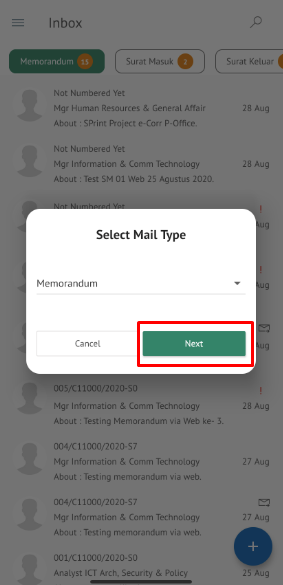 Inbox
Memorandum 15 Surat Masuk 2 Surat Keluar
Not Numbered Yet
Mgr Human Resources & General Affair 28 Aug
About : SPrint Project e-Corr P-Office.
Not Numbered Yet
Mgr Information & Comm Technology 28 Aug
About : Test SM 01 Web 25 Agustus 2020.
Not Numbered Yet !
Select Mail Type
Memorandum
Cancel Next
005/C11000/2020-S0 !
Mgr Information & Comm Technology 28 Aug
About : Testing Memorandum via Web ke- 3.
004/C11000/2020-S7
Mgr Information & Comm Technology 27 Aug
About : Testing memorandum via web.
004/C11000/2020-S7
Mgr Information & Comm Technology 27 Aug
About : Testing memorandum via web.
001/C10000/2020-S0
Analyst ICT Arch, Security & Policy 25 Aug